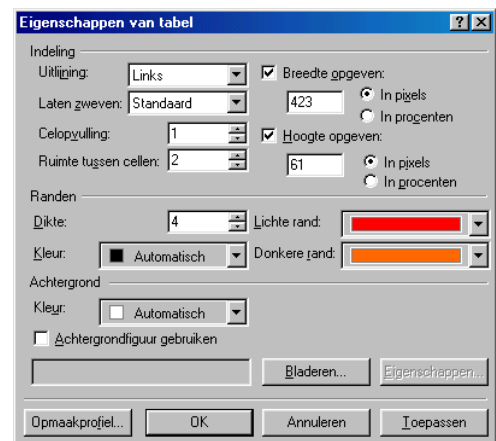 Eigenschappen van tabel
Indeling
Uitlijning: Links
Breedte opgeven:
Laten zweven: Standaard
423
In pixels
In procenten
Celopvulling: 1
Hoogte opgeven:
Ruimte tussen cellen: 2
61
In pixels
In procenten
Randen
Dikte: 4
Lichte rand:
Kleur: Automatisch
Donkere rand:
Achtergrond
Kleur: Automatisch
Achtergrondfiguur gebruiken
Bladeren... Eigenschappen...
Opmaakprofiel... OK Annuleren Toepassen